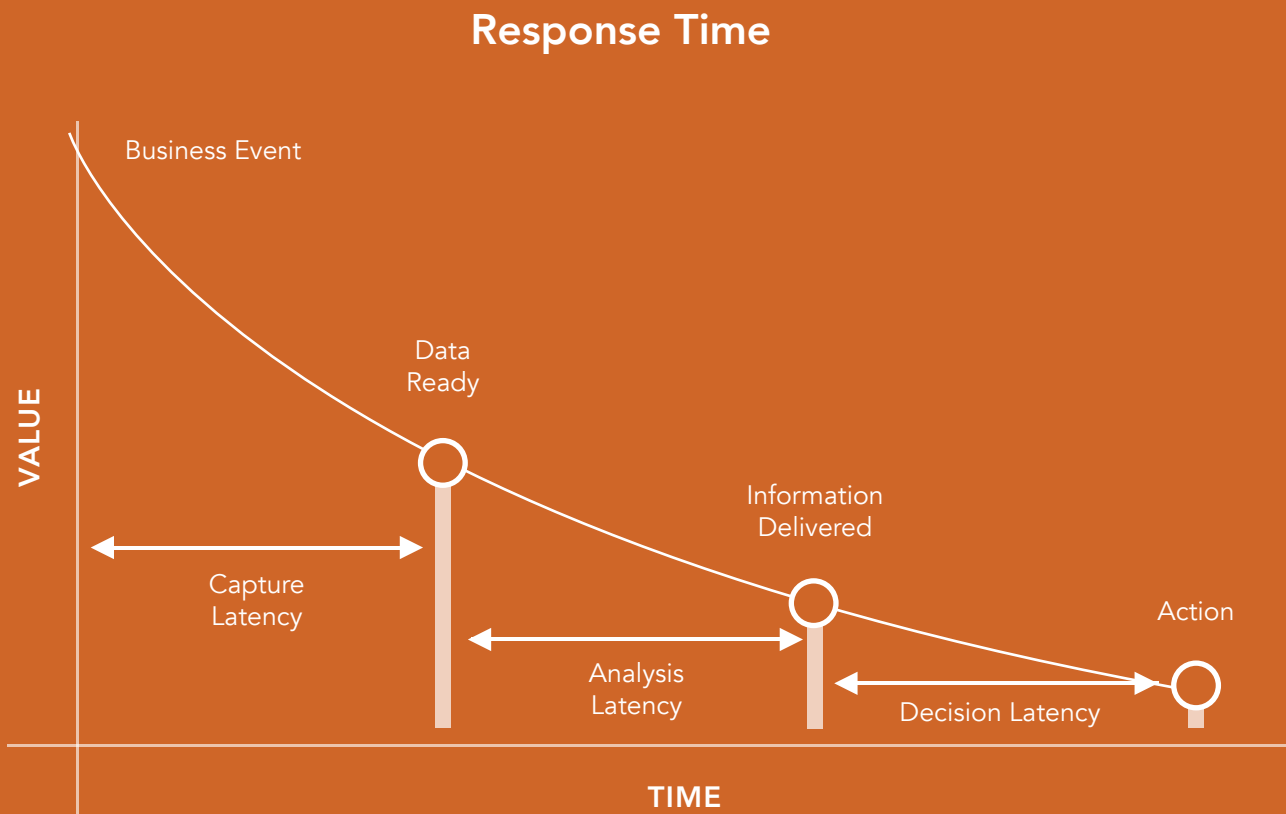 Response Time
Business Event
Data
Ready
VALUE
Information
Delivered
Capture
Latency
Action
Analysis
Latency
Decision Latency
TIME